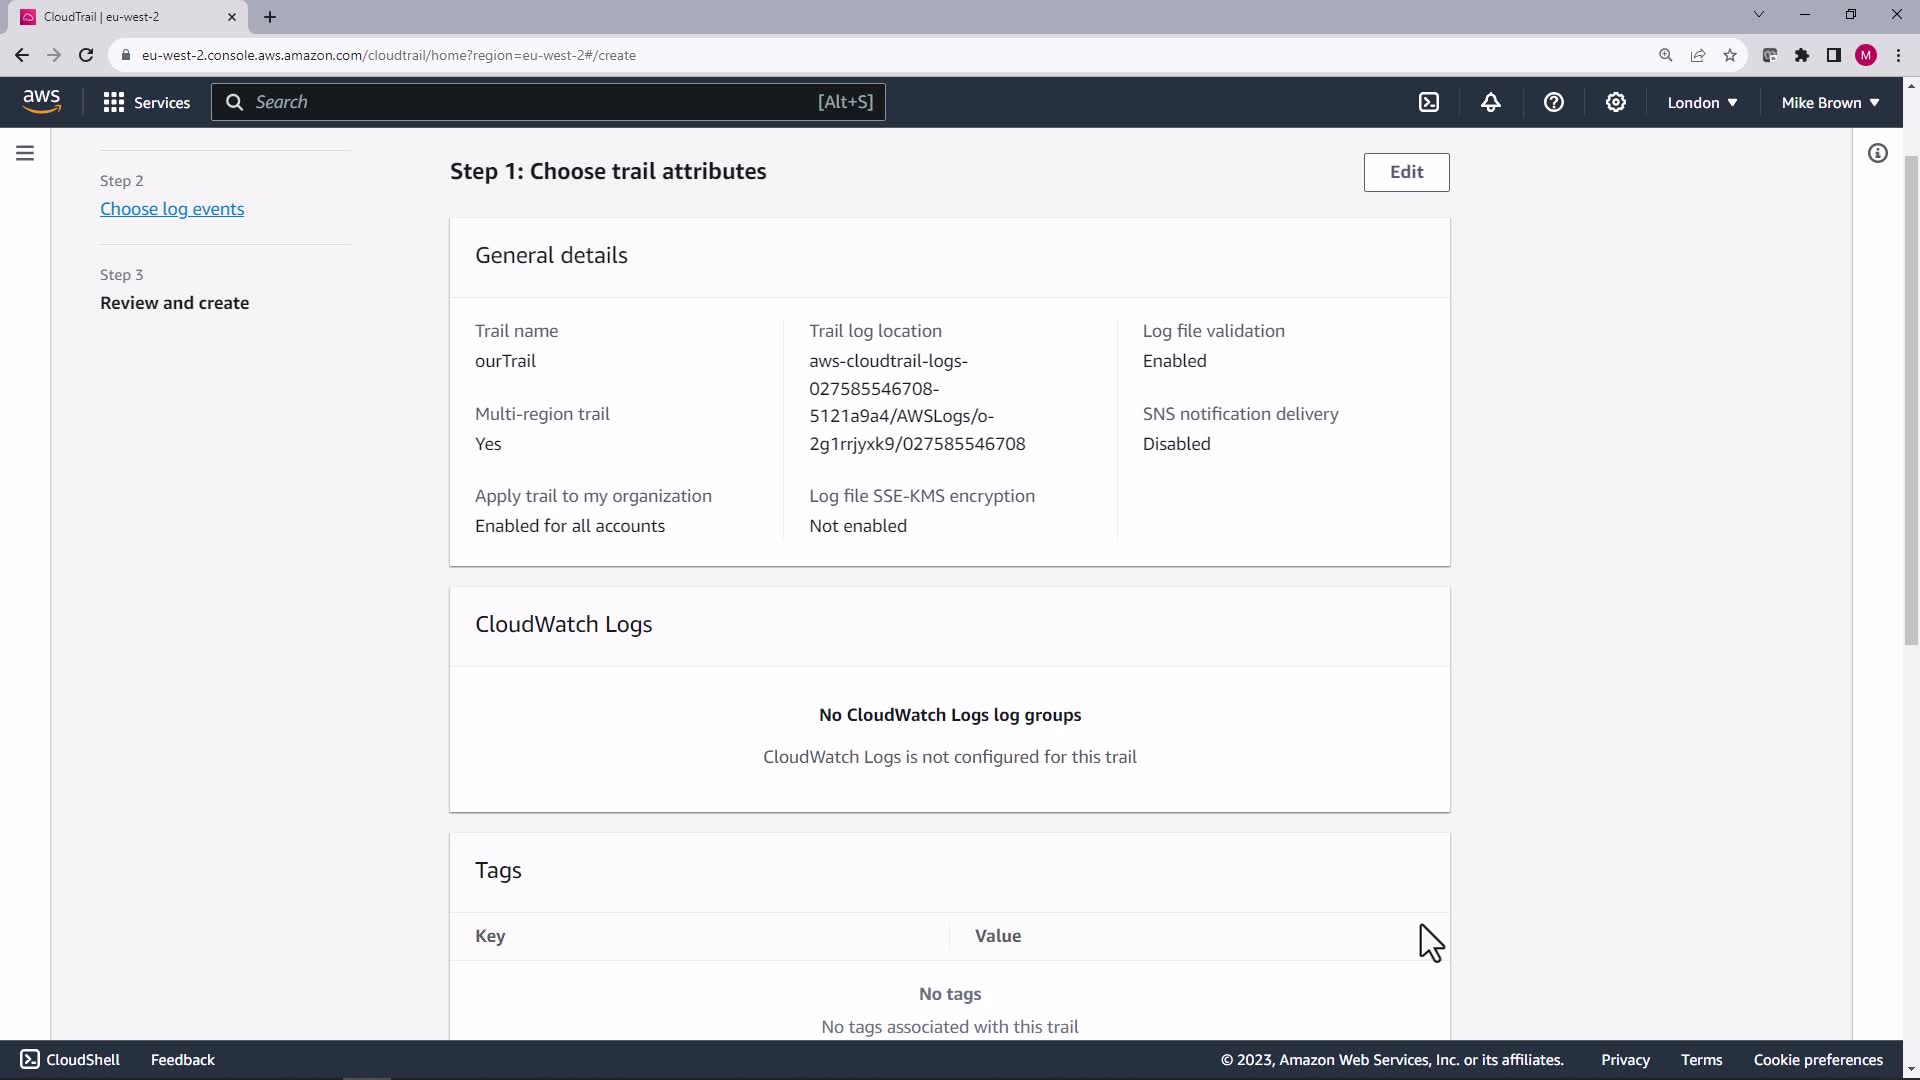 CloudTrail | eu-west-2
eu-west-2.console.aws.amazon.com/cloudtrail/home?region=eu-west-2#/create
M
aws
Services
Search
[Alt+S]
London
Mike Brown
Step 2
Choose log events
Step 3
Review and create
Step 1: Choose trail attributes
Edit
General details
Trail name
ourTrail
Multi-region trail
Yes
Apply trail to my organization
Enabled for all accounts
Trail log location
aws-cloudtrail-logs-
027585546708-
5121a9a4/AWSLogs/o-
2g1rrjyxk9/027585546708
Log file SSE-KMS encryption
Not enabled
Log file validation
Enabled
SNS notification delivery
Disabled
CloudWatch Logs
No CloudWatch Logs log groups
CloudWatch Logs is not configured for this trail
Tags
Key
Value
No tags
No tags associated with this trail
CloudShell
Feedback
© 2023, Amazon Web Services, Inc. or its affiliates.
Privacy
Terms
Cookie preferences